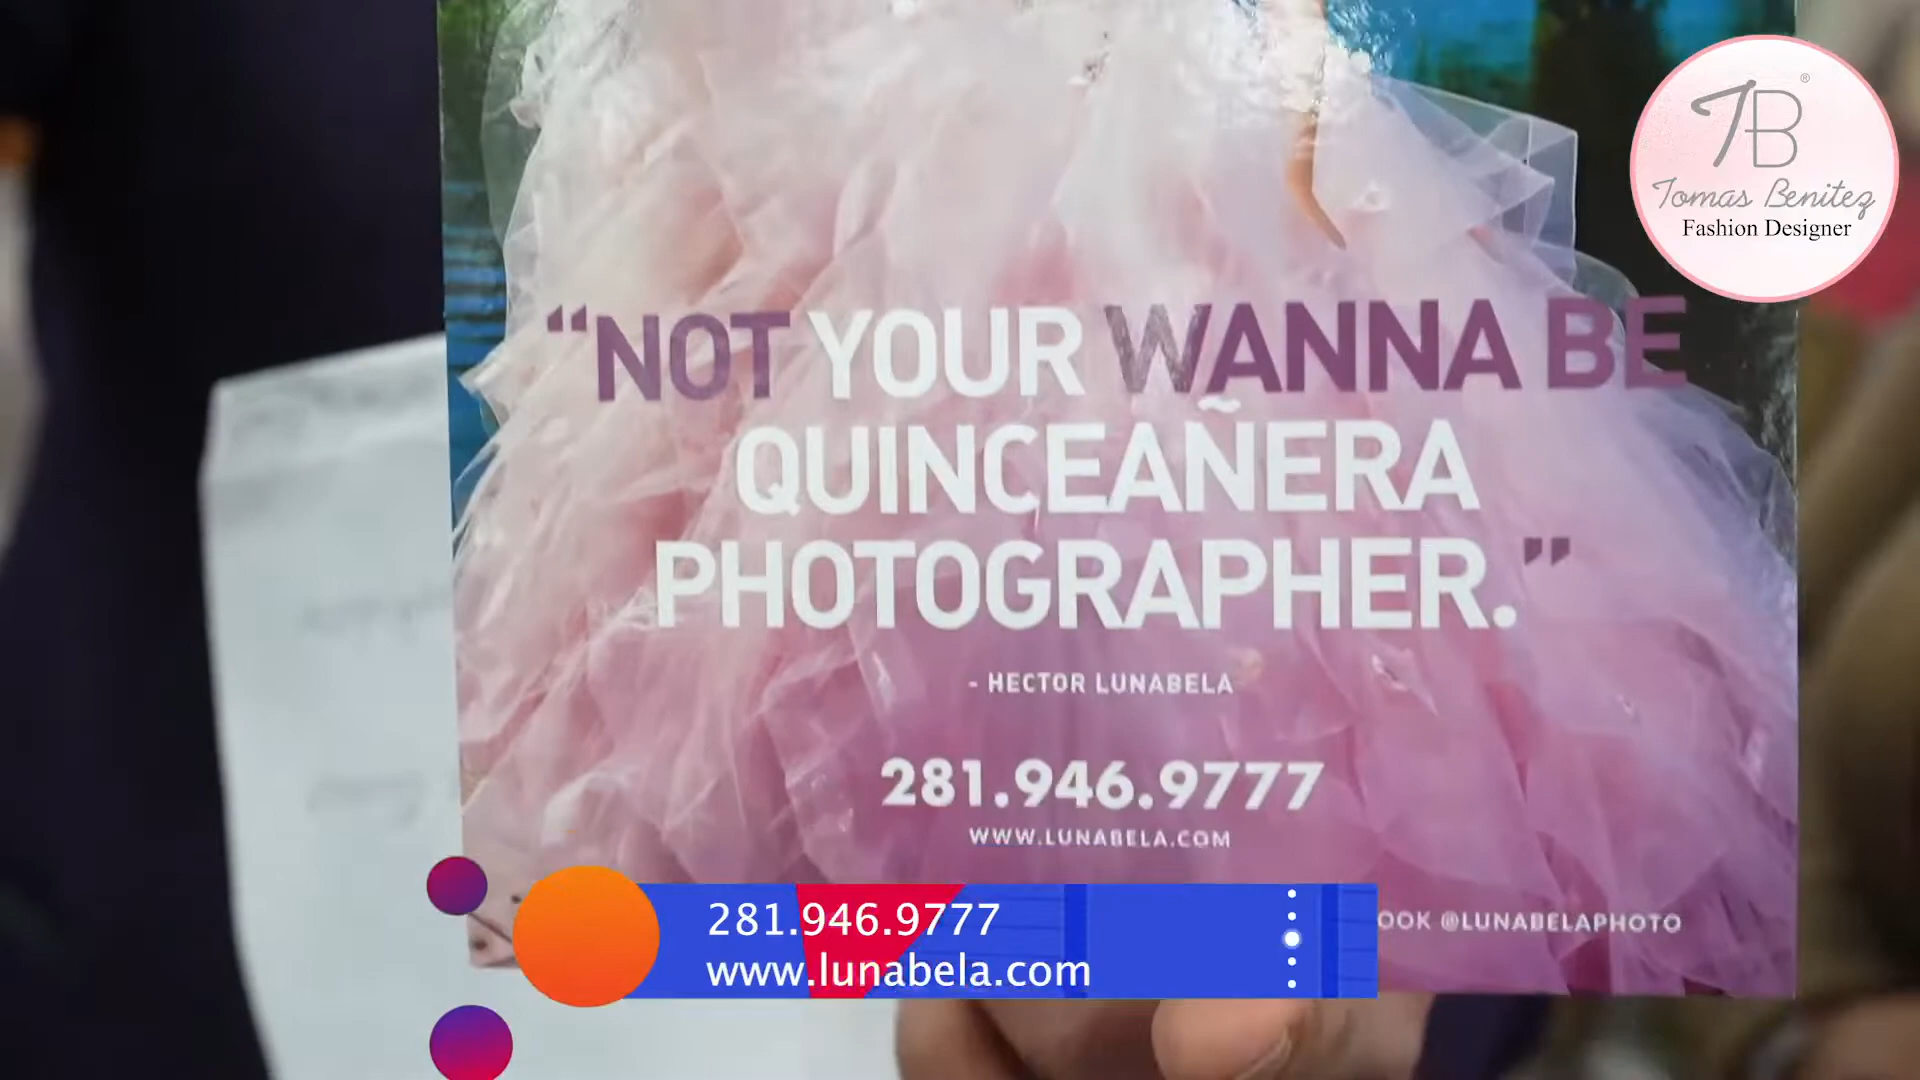 TB®
Tomas Benitez
Fashion Designer
“NOT YOUR WANNA BE
QUINCEAÑERA
PHOTOGRAPHER.”
- HECTOR LUNABELA
281.946.9777
WWW.LUNABELA.COM
@LUNABELAPHOTO
281.946.9777
www.lunabela.com